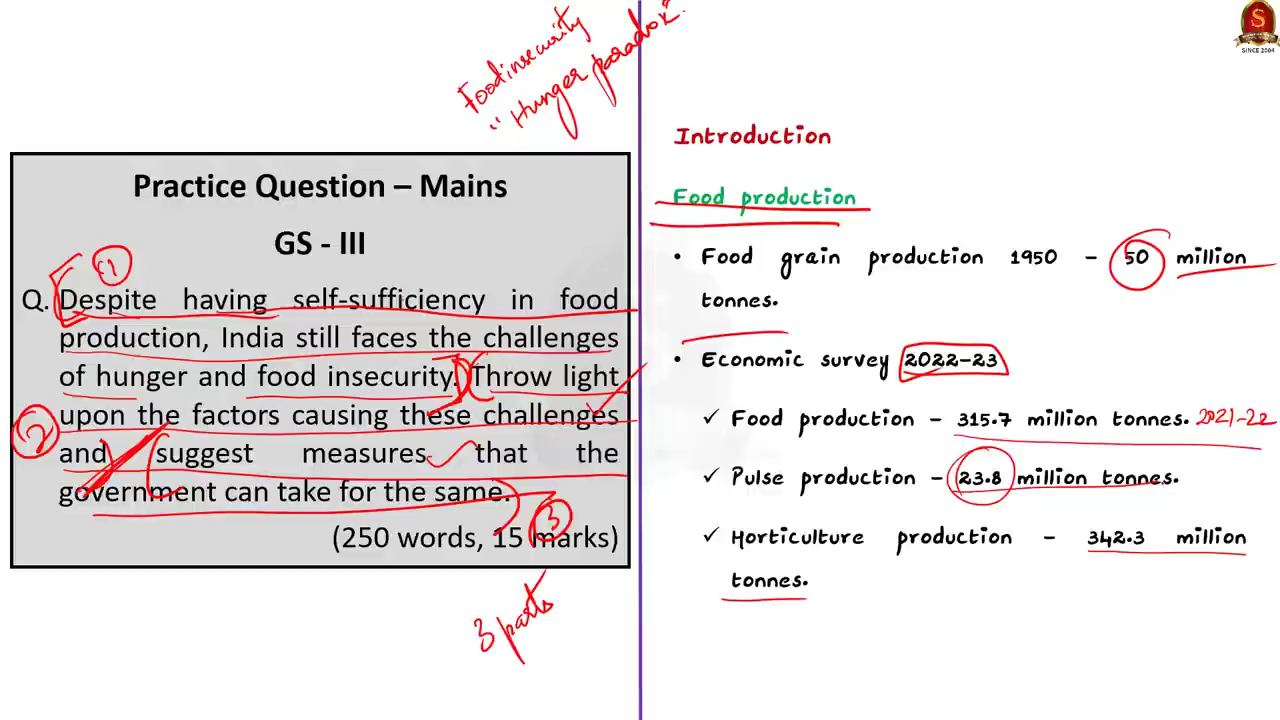 Food insecurity
"Hunger paradox"
S
SINCE 2004
Practice Question – Mains
GS - III
(1)
Q. Despite having self-sufficiency in food
production, India still faces the challenges
of hunger and food insecurity. Throw light
upon the factors causing these challenges
2
and suggest measures that the
government can take for the same.
3
(250 words, 15 marks)
3 parts
Introduction
Food production
• Food grain production 1950 – 50 million
tonnes.
• Economic survey 2022-23
✓ Food production – 315.7 million tonnes. 2021-22
✓ Pulse production – 23.8 million tonnes.
✓ Horticulture production – 342.3 million
tonnes.